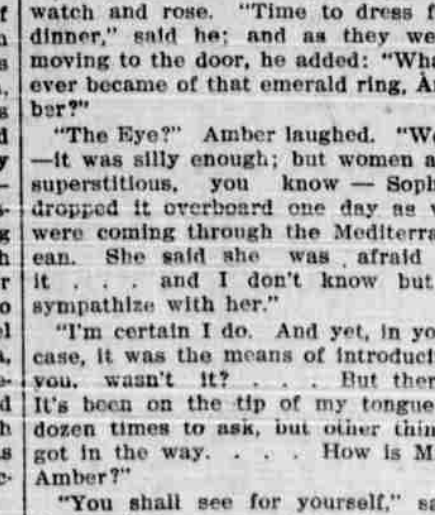 watch and rose. "Time to dress f
dinner," said he; and as they we
moving to the door, he added: "Wha
ever became of that emerald ring, A
ber?"
"The Eye?" Amber laughed. "W
—it was silly enough; but women a
superstitious, you know — Soph
dropped it overboard one day as
were coming through the Mediterra
ean. She said she was afraid
it . . . and I don't know but
sympathize with her."
"I'm certain I do. And yet, in yo
case, it was the means of introduci
you, wasn't it? . . . But ther
It's been on the tip of my tongue
dozen times to ask, but other thin
got in the way. . . . How is M
Amber?"
"You shall see for yourself," sa